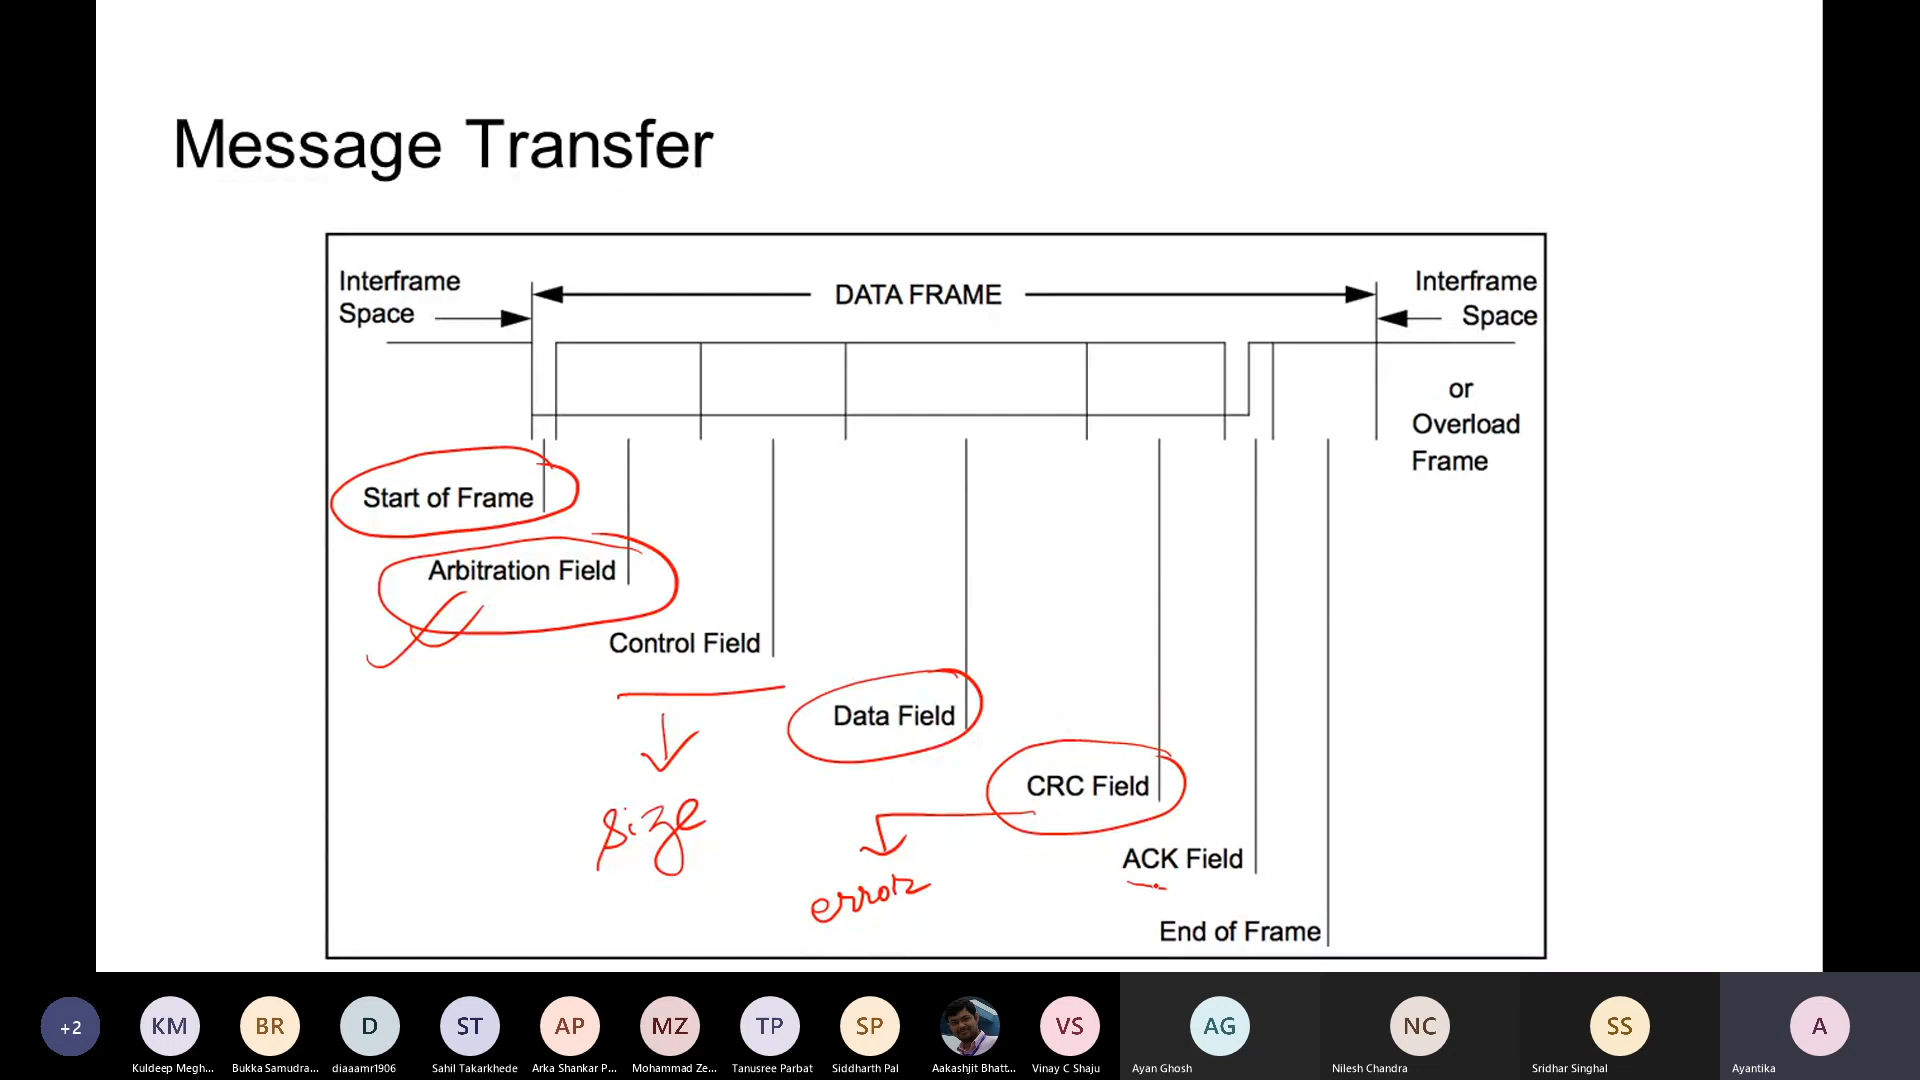 Message Transfer
Interframe
Space
DATA FRAME
Interframe
Space
or
Overload
Frame
Start of Frame
Arbitration Field
Control Field
Data Field
size
CRC Field
error
ACK Field
End of Frame
+2
KM
BR
D
ST
AP
MZ
TP
SP
VS
AG
NC
SS
A
Kuldeep Megh...
Bukka Samudra...
diaaamr1906
Sahil Takarkhede
Arka Shankar P...
Mohammad Ze...
Tanusree Parbat
Siddharth Pal
Aakashjit Bhatt...
Vinay C Shaju
Ayan Ghosh
Nilesh Chandra
Sridhar Singhal
Ayantika